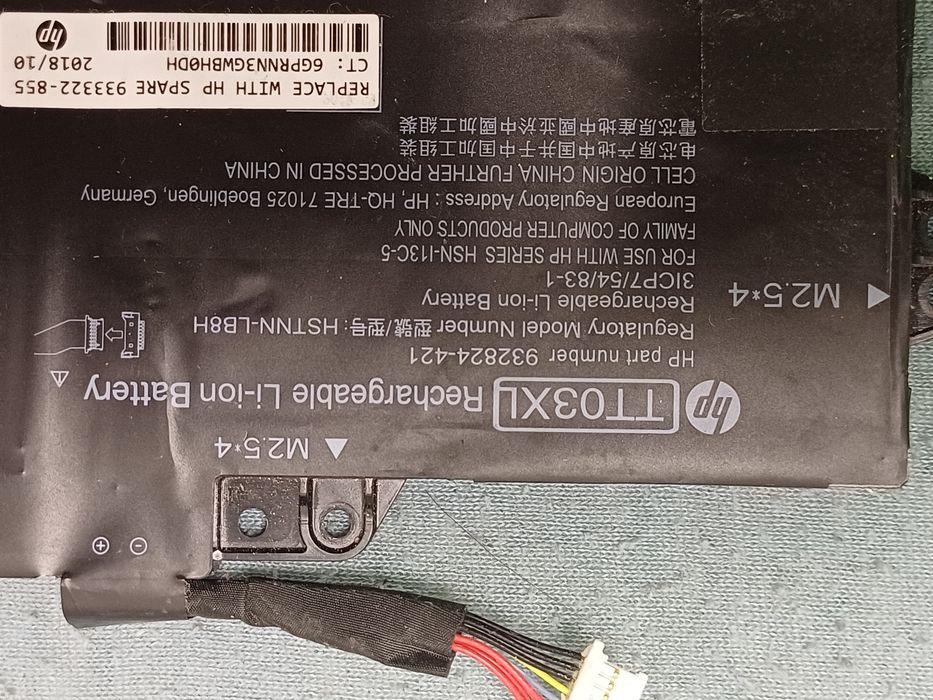 hp TT03XL Rechargeable Li-ion Battery
HP part number 932824-421
Regulatory Model Number 型號/型号: HSTNN-LB8H
Rechargeable Li-ion Battery
3ICP7/54/83-1
FOR USE WITH HP SERIES HSN-I13C-5
FAMILY OF COMPUTER PRODUCTS ONLY
European Regulatory Address : HP, HQ-TRE 71025 Boeblingen, Germany
CELL ORIGIN CHINA FURTHER PROCESSED IN CHINA
电芯原产地中国并于中国加工组装
電芯原產地中國並於中國加工組裝
REPLACE WITH HP SPARE 933322-855
CT: 6GPRNN3GWBH0DH 2018/10
hp
M2.5*4
M2.5*4